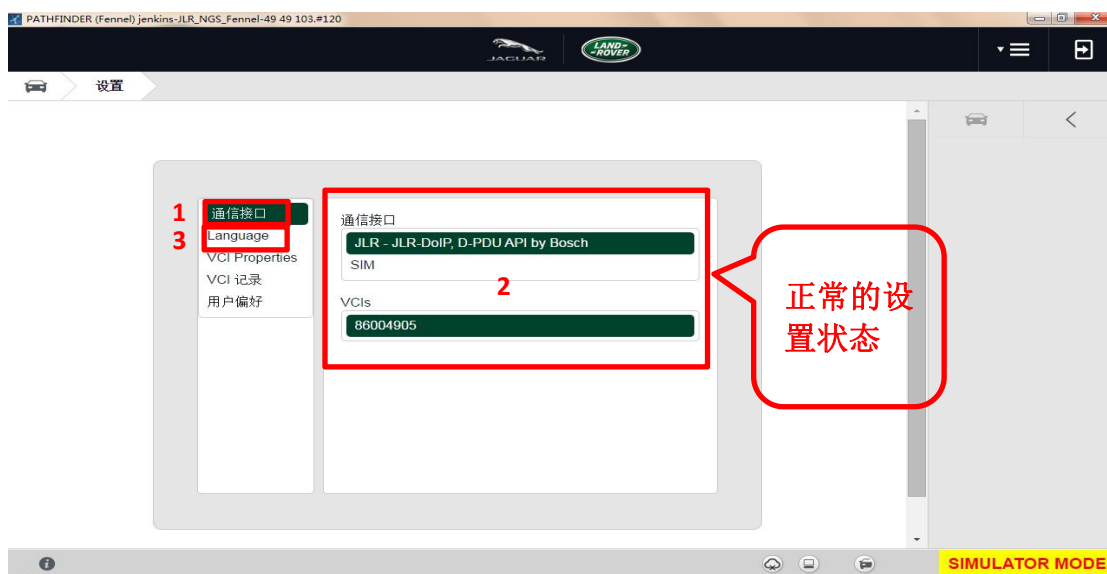 PATHFINDER (Fennel) jenkins-JLR_NGS_Fennel-49 49 103.#120
JAGUAR
LAND-
-ROVER
设置
1
通信接口
3
Language
VCI Properties
VCI 记录
用户偏好
通信接口
JLR - JLR-DoIP, D-PDU API by Bosch
SIM
2
VCIs
86004905
正常的设
置状态
SIMULATOR MODE